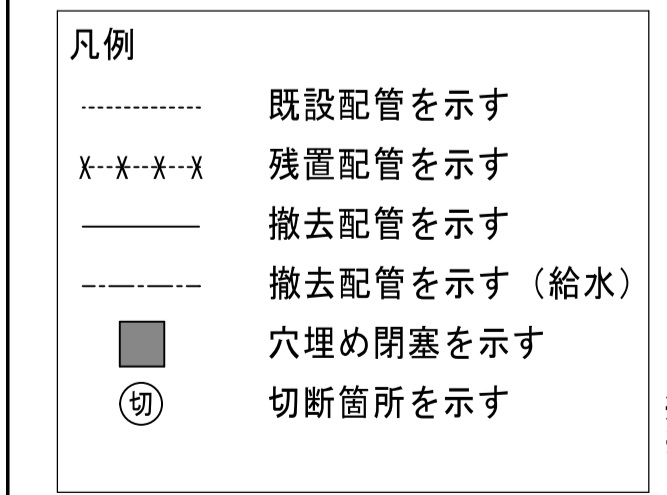 凡例
既設配管を示す
X--X--X--X 残置配管を示す
撤去配管を示す
撤去配管を示す（給水）
穴埋め閉塞を示す
切 切断箇所を示す